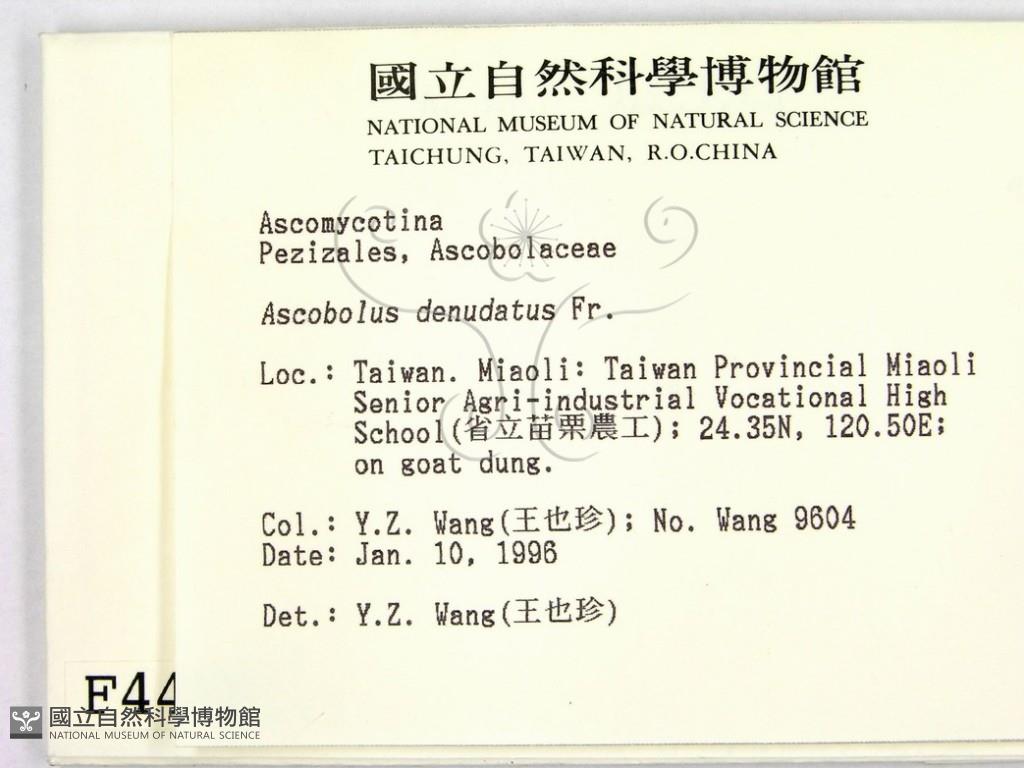 國立自然科學博物館
NATIONAL MUSEUM OF NATURAL SCIENCE
TAICHUNG, TAIWAN, R.O.CHINA
Ascomycotina
Pezizales, Ascobolaceae
Ascobolus denudatus Fr.
Loc.: Taiwan. Miaoli: Taiwan Provincial Miaoli
Senior Agri-industrial Vocational High
School(省立苗栗農工); 24.35N, 120.50E;
on goat dung.
Col.: Y.Z. Wang(王也珍); No. Wang 9604
Date: Jan. 10, 1996
Det.: Y.Z. Wang(王也珍)
F44
國立自然科學博物館
NATIONAL MUSEUM OF NATURAL SCIENCE